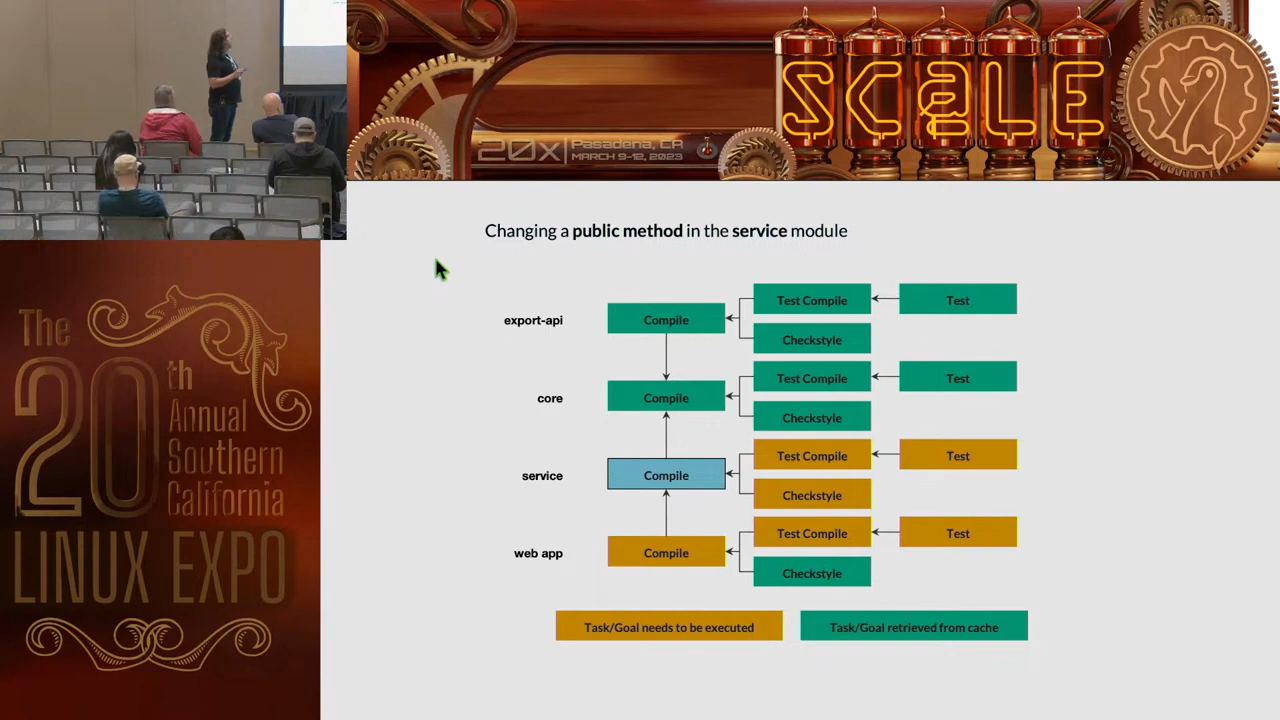 SCaLE
20x
Pasadena, CA
MARCH 9-12, 2023
The
20th
Annual
Southern
California
LINUX EXPO
Changing a public method in the service module
export-api
Compile
Test Compile
Test
Checkstyle
core
Compile
Test Compile
Test
Checkstyle
service
Compile
Test Compile
Test
Checkstyle
web app
Compile
Test Compile
Test
Checkstyle
Task/Goal needs to be executed
Task/Goal retrieved from cache